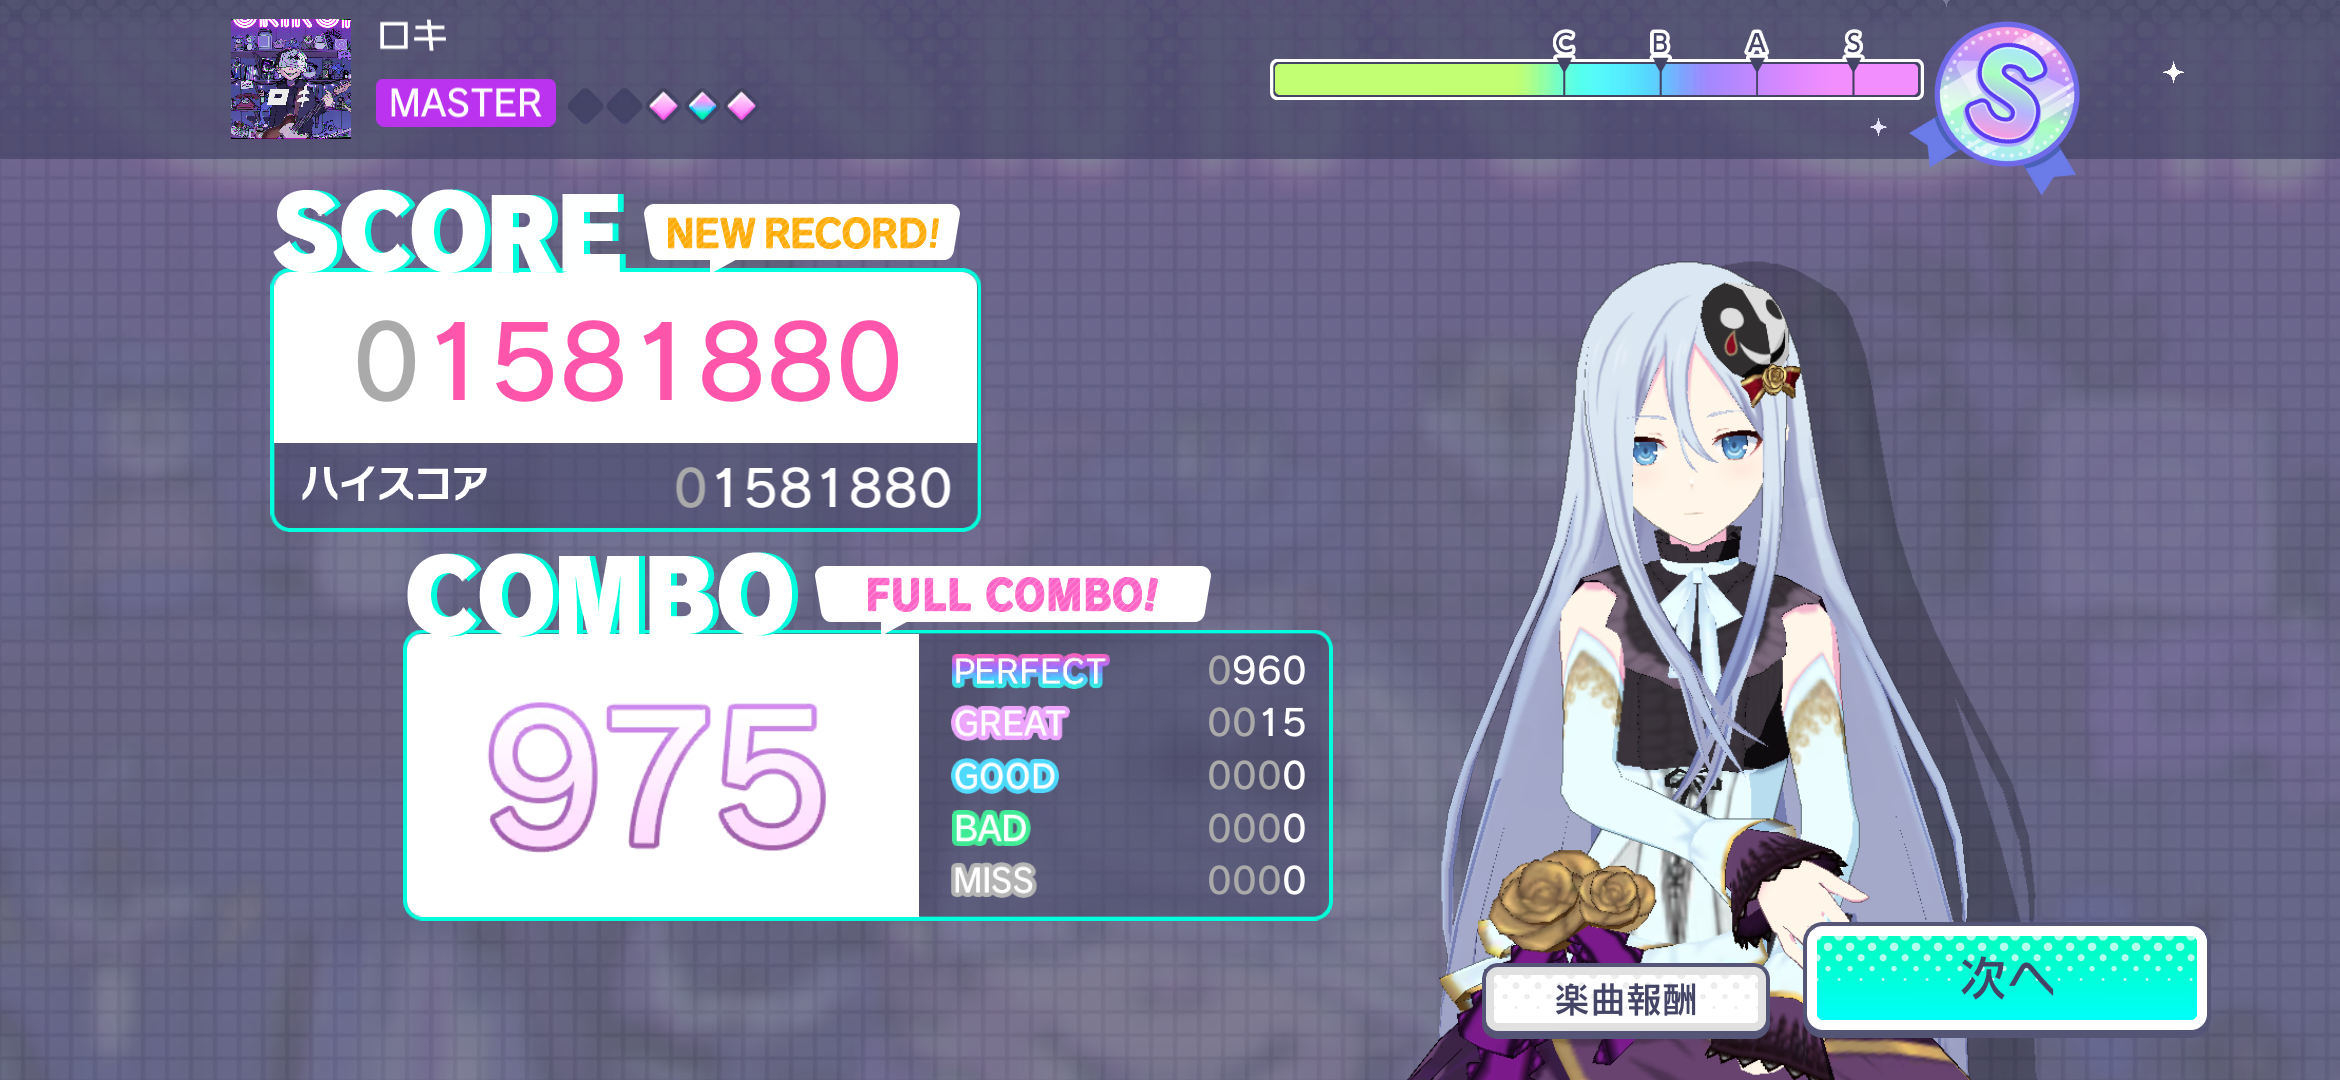 ロキ
MASTER
C B A S
S
SCORE
NEW RECORD!
01581880
ハイスコア 01581880
COMBO
FULL COMBO!
975
PERFECT 0960
GREAT 0015
GOOD 0000
BAD 0000
MISS 0000
楽曲報酬
次へ